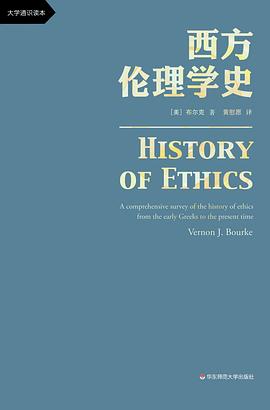 大学通识读本
西方
伦理学史
[美] 布尔克 著 黄慰愿 译
HISTORY
OF ETHICS
A comprehensive survey of the history of ethics
from the early Greeks to the present time
Vernon J. Bourke
华东师范大学出版社